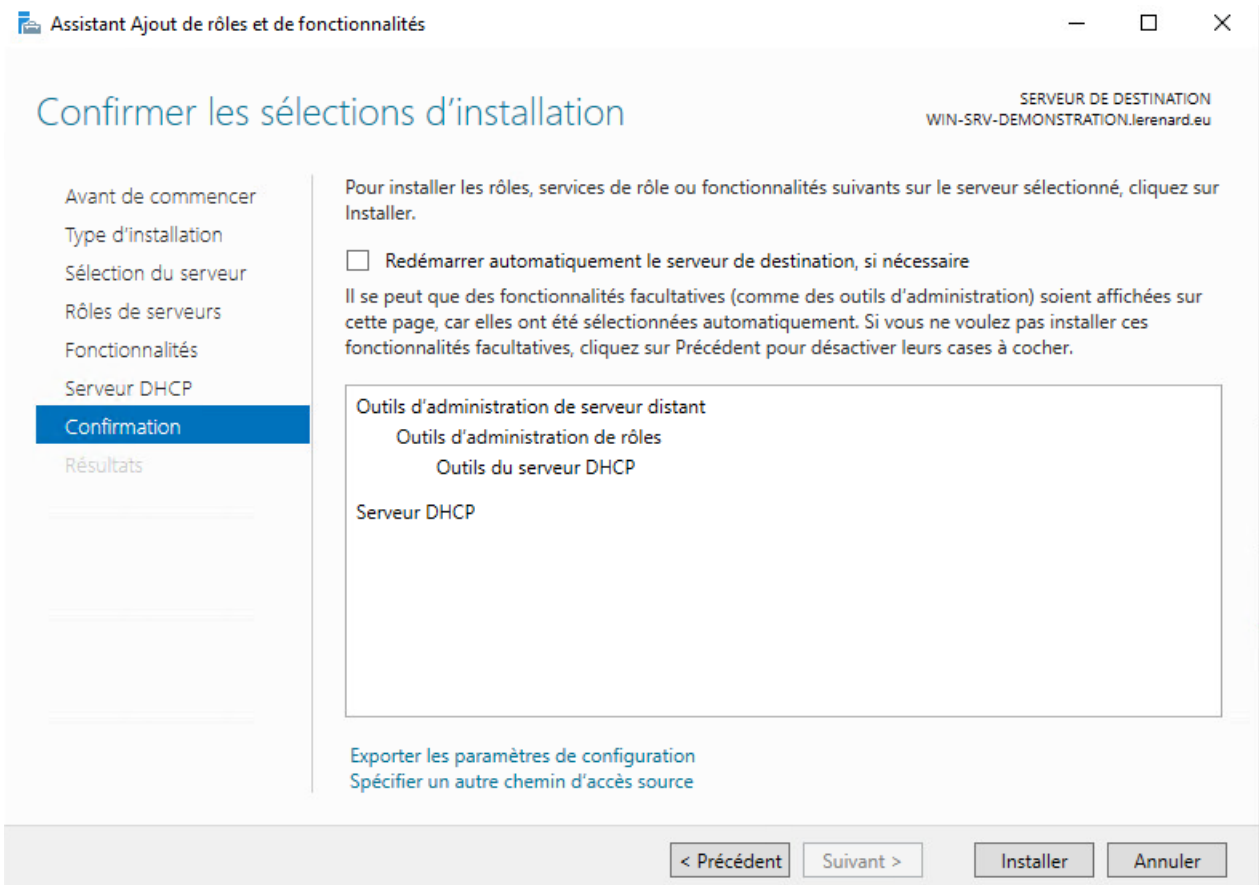 Assistant Ajout de rôles et de fonctionnalités
Confirmer les sélections d’installation
SERVEUR DE DESTINATION
WIN-SRV-DEMONSTRATION.lerenard.eu
Avant de commencer
Type d'installation
Sélection du serveur
Rôles de serveurs
Fonctionnalités
Serveur DHCP
Confirmation
Résultats
Pour installer les rôles, services de rôle ou fonctionnalités suivants sur le serveur sélectionné, cliquez sur
Installer.
Redémarrer automatiquement le serveur de destination, si nécessaire
Il se peut que des fonctionnalités facultatives (comme des outils d’administration) soient affichées sur
cette page, car elles ont été sélectionnées automatiquement. Si vous ne voulez pas installer ces
fonctionnalités facultatives, cliquez sur Précédent pour désactiver leurs cases à cocher.
Outils d’administration de serveur distant
Outils d’administration de rôles
Outils du serveur DHCP
Serveur DHCP
Exporter les paramètres de configuration
Spécifier un autre chemin d’accès source
< Précédent
Suivant >
Installer
Annuler